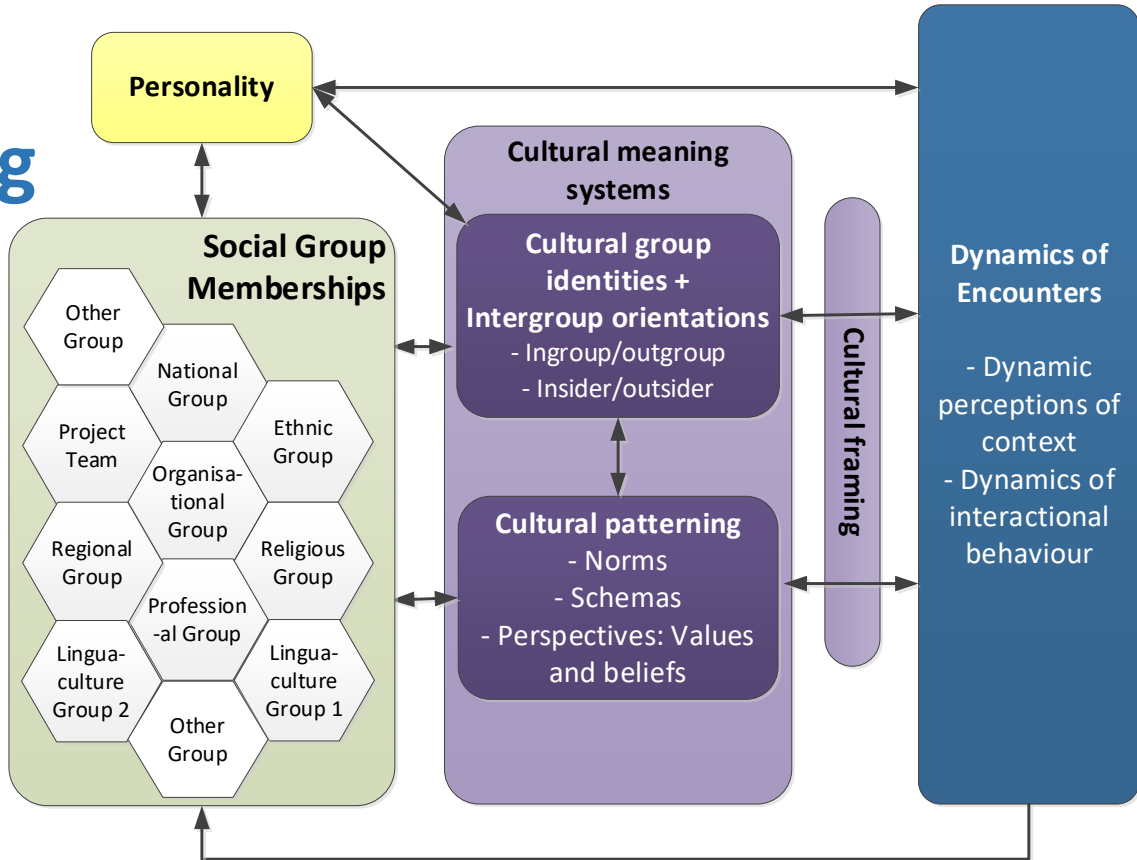 Personality
g
Social Group
Memberships
Other
Group
National
Group
Project
Team
Ethnic
Group
Organisa-
tional
Group
Regional
Group
Religious
Group
Profession
-al Group
Lingua-
culture
Group 2
Lingua-
culture
Group 1
Other
Group
Cultural meaning
systems
Cultural group
identities +
Intergroup orientations
- Ingroup/outgroup
- Insider/outsider
Cultural patterning
- Norms
- Schemas
- Perspectives: Values
and beliefs
Cultural framing
Dynamics of
Encounters
- Dynamic
perceptions of
context
- Dynamics of
interactional
behaviour